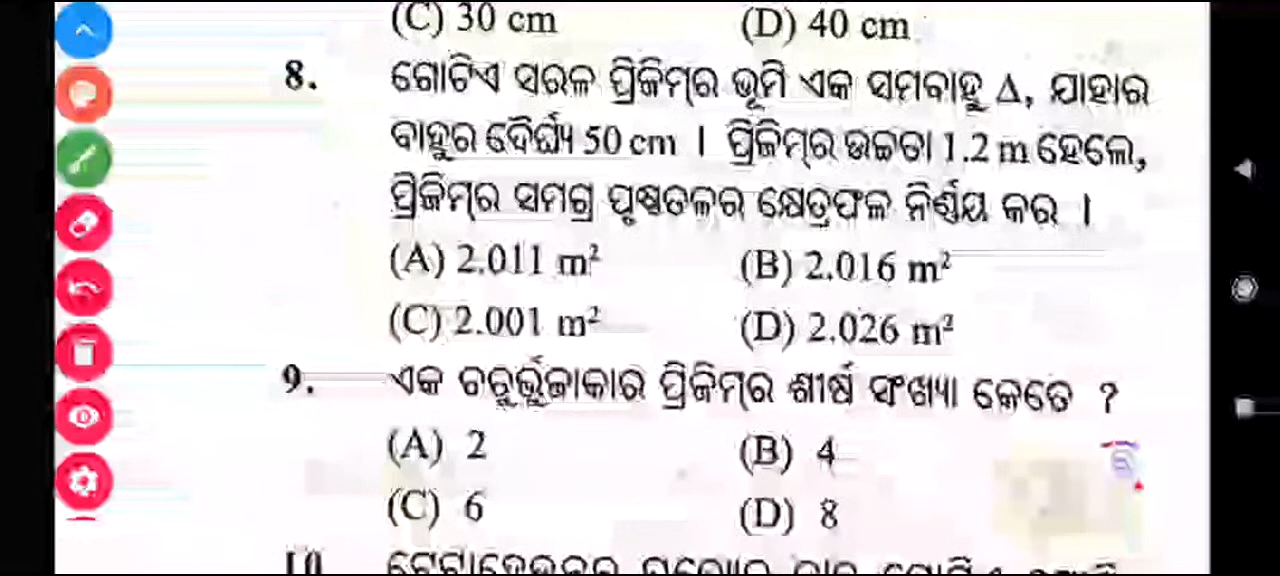 (C) 30 cm (D) 40 cm
8. ଗୋଟିଏ ସରଳ ପ୍ରିଜିମ୍‌ର ଭୂମି ଏକ ସମବାହୁ Δ, ଯାହାର
ବାହୁର ଦୈର୍ଘ୍ୟ 50 cm । ପ୍ରିଜିମ୍‌ର ଉଚ୍ଚତା 1.2 m ହେଲେ,
ପ୍ରିଜିମ୍‌ର ସମଗ୍ର ପୃଷ୍ଠତଳର କ୍ଷେତ୍ରଫଳ ନିର୍ଣ୍ଣୟ କର ।
(A) 2.011 m² (B) 2.016 m²
(C) 2.001 m² (D) 2.026 m²
9. ଏକ ଚତୁର୍ଭୁଜାକାର ପ୍ରିଜିମ୍‌ର ଶୀର୍ଷ ସଂଖ୍ୟା କେତେ ?
(A) 2 (B) 4
(C) 6 (D) 8
10.